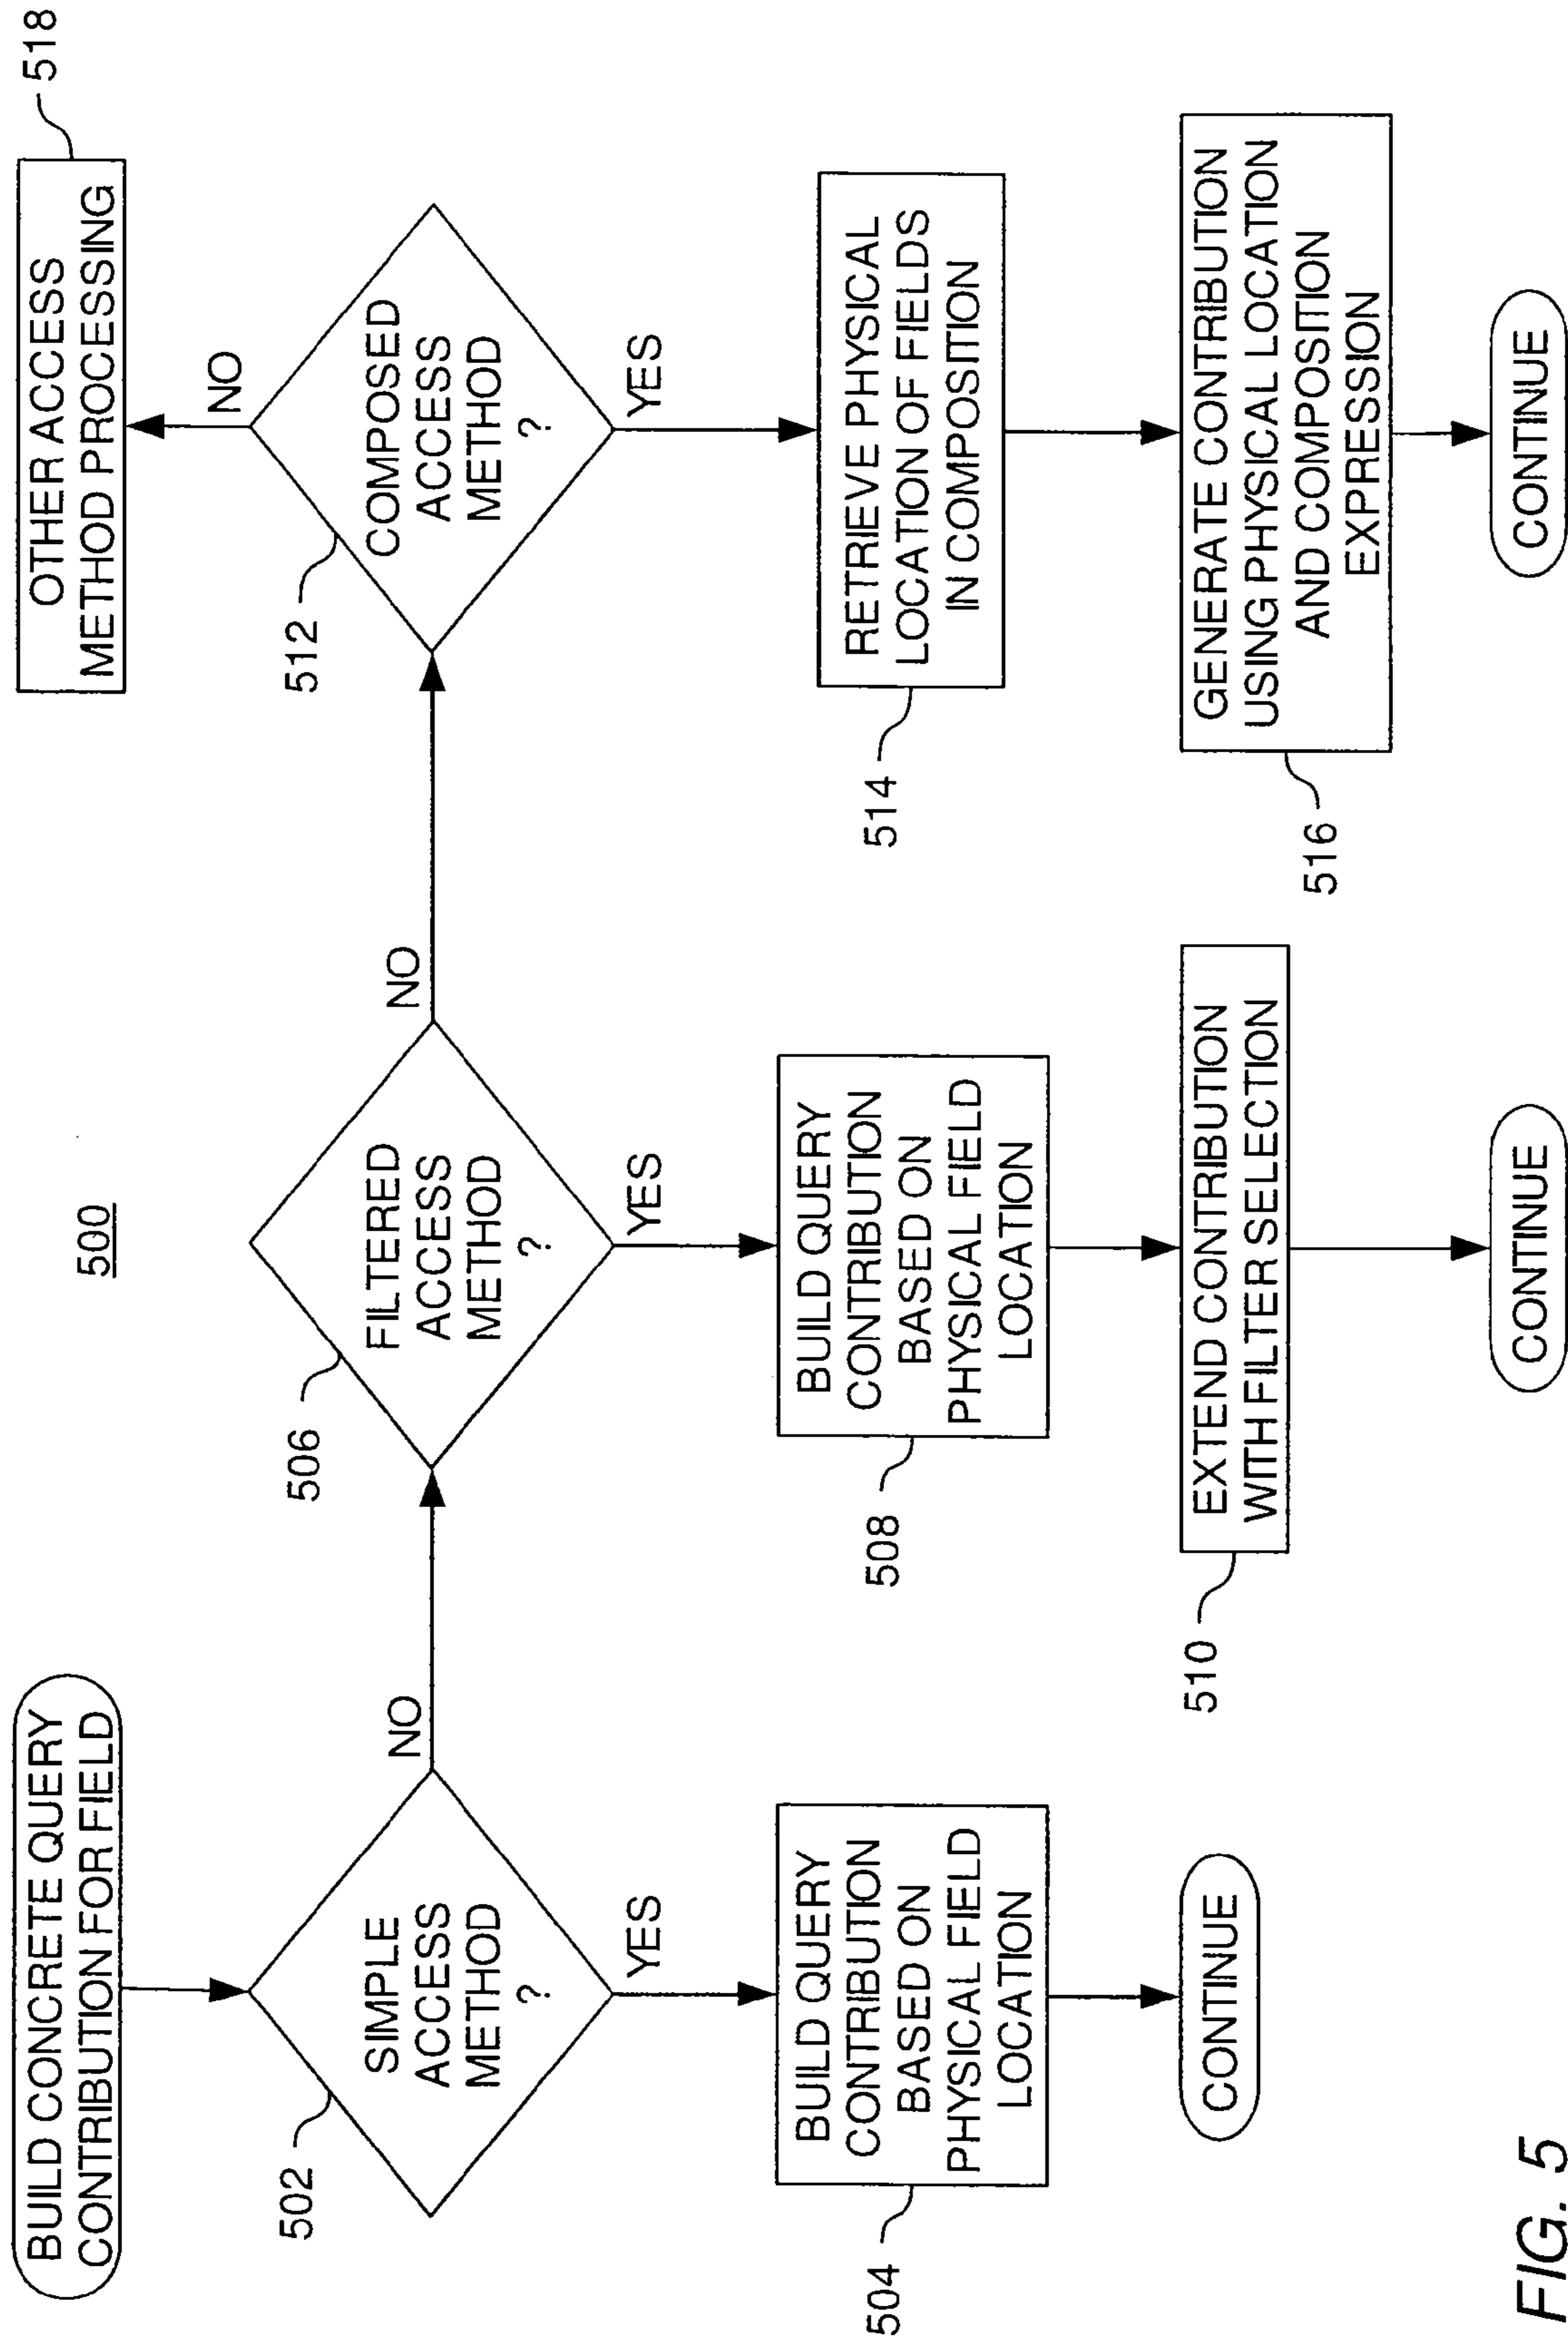 500
BUILD CONCRETE QUERY
CONTRIBUTION FOR FIELD
502
SIMPLE
ACCESS
METHOD
?
NO
YES
504
BUILD QUERY
CONTRIBUTION
BASED ON
PHYSICAL FIELD
LOCATION
CONTINUE
506
FILTERED
ACCESS
METHOD
?
NO
YES
508
BUILD QUERY
CONTRIBUTION
BASED ON
PHYSICAL FIELD
LOCATION
510
EXTEND CONTRIBUTION
WITH FILTER SELECTION
CONTINUE
512
COMPOSED
ACCESS
METHOD
?
NO
YES
518
OTHER ACCESS
METHOD PROCESSING
514
RETRIEVE PHYSICAL
LOCATION OF FIELDS
IN COMPOSITION
516
GENERATE CONTRIBUTION
USING PHYSICAL LOCATION
AND COMPOSITION
EXPRESSION
CONTINUE
FIG. 5